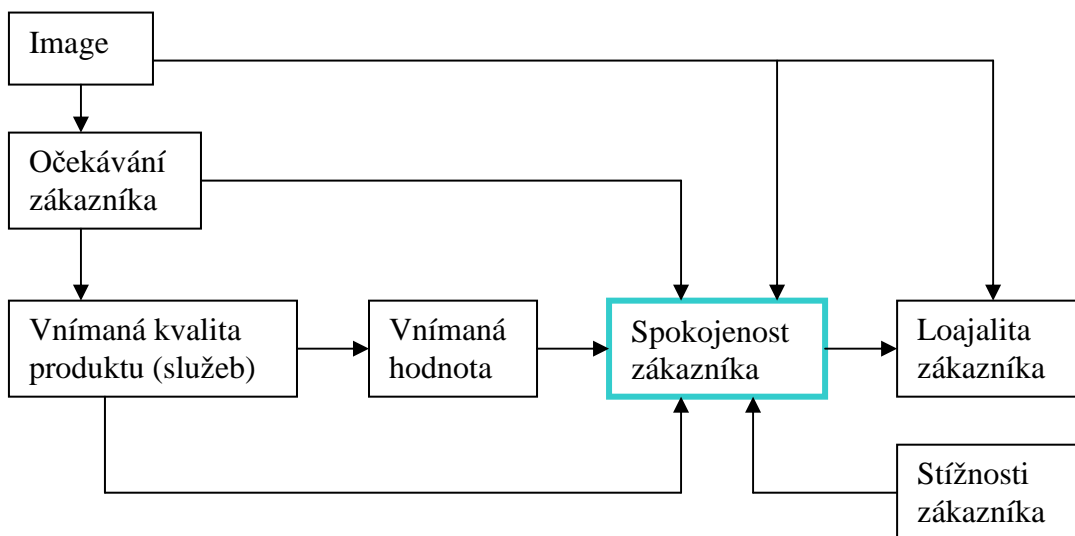 Image
Očekávání
zákazníka
Vnímaná kvalita
produktu (služeb)
Vnímaná
hodnota
Spokojenost
zákazníka
Loajalita
zákazníka
Stížnosti
zákazníka